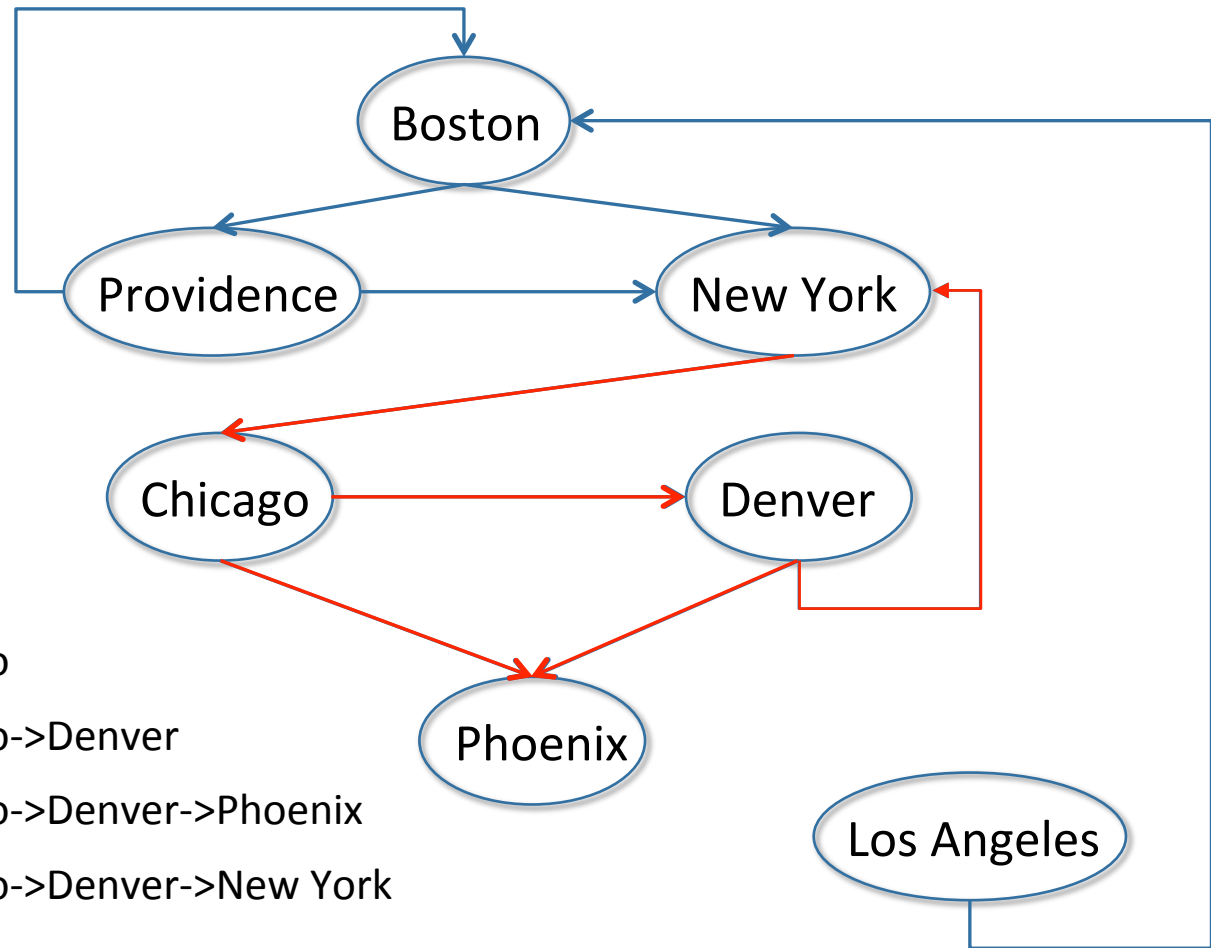 Boston
Providence
New York
Chicago
Denver
Phoenix
Los Angeles
o
o->Denver
o->Denver->Phoenix
o->Denver->New York